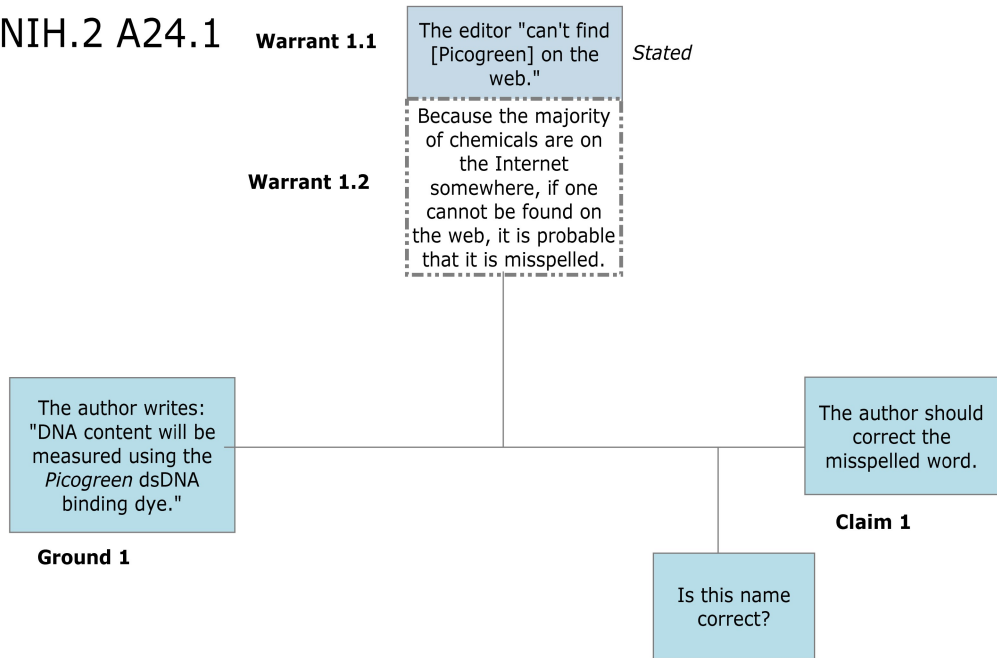 NIH.2 A24.1
Warrant 1.1
The editor "can't find
[Picogreen] on the
web."
Stated
Warrant 1.2
Because the majority
of chemicals are on
the Internet
somewhere, if one
cannot be found on
the web, it is probable
that it is misspelled.
The author writes:
"DNA content will be
measured using the
Picogreen dsDNA
binding dye."
Ground 1
The author should
correct the
misspelled word.
Claim 1
Is this name
correct?